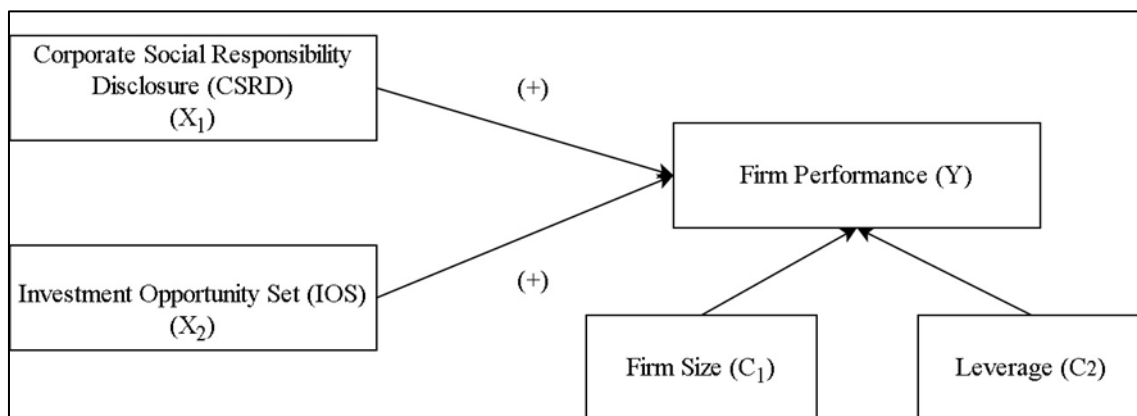 Corporate Social Responsibility
Disclosure (CSRD)
(X₁)
(+)
Firm Performance (Y)
Investment Opportunity Set (IOS)
(X₂)
(+)
Firm Size (C₁)
Leverage (C2)